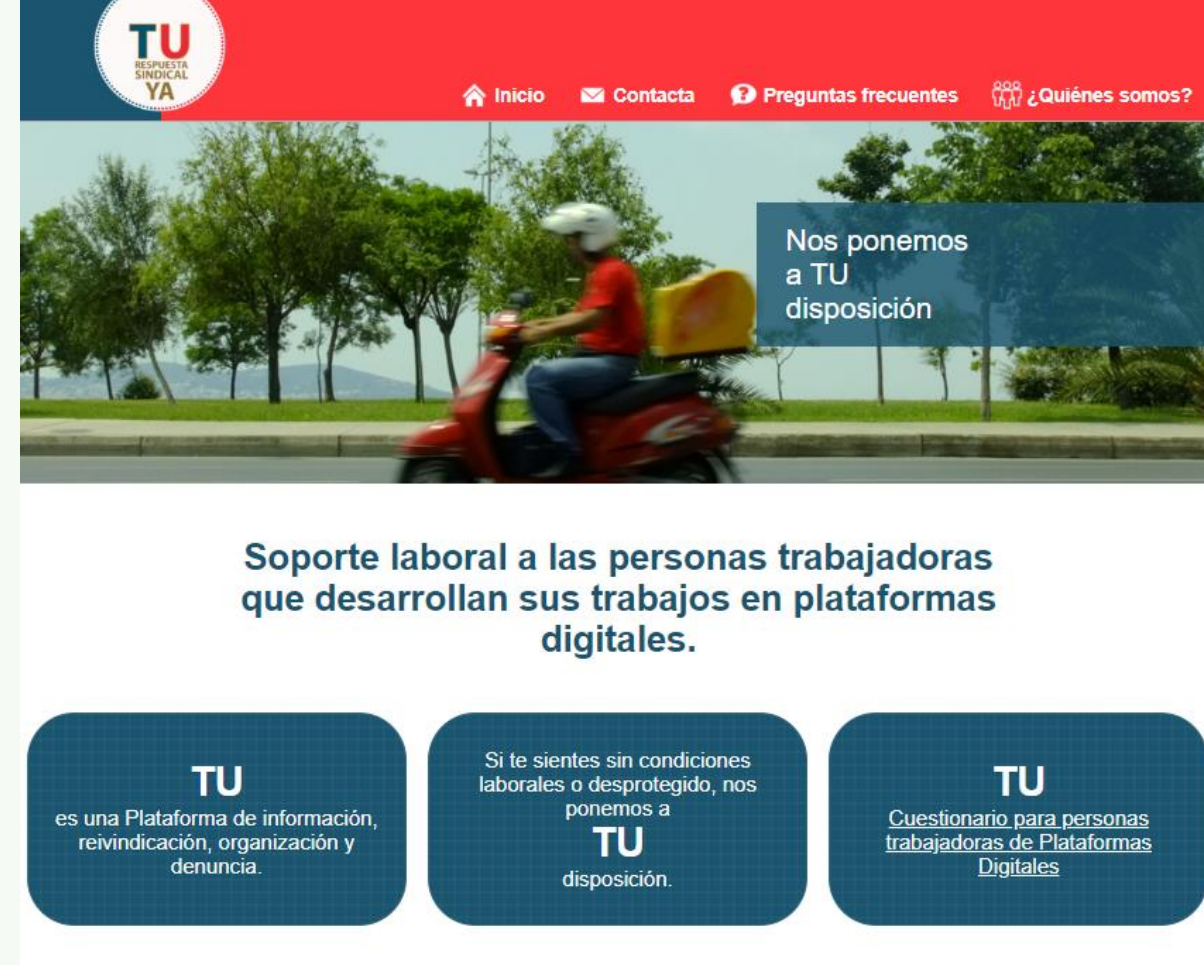 TU
RESPUESTA
SINDICAL
YA
Inicio
Contacta
Preguntas frecuentes
¿Quiénes somos?
Nos ponemos
a TU
disposición
Soporte laboral a las personas trabajadoras
que desarrollan sus trabajos en plataformas
digitales.
TU
es una Plataforma de información,
reivindicación, organización y
denuncia.
Si te sientes sin condiciones
laborales o desprotegido, nos
ponemos a
TU
disposición.
TU
Cuestionario para personas
trabajadoras de Plataformas
Digitales